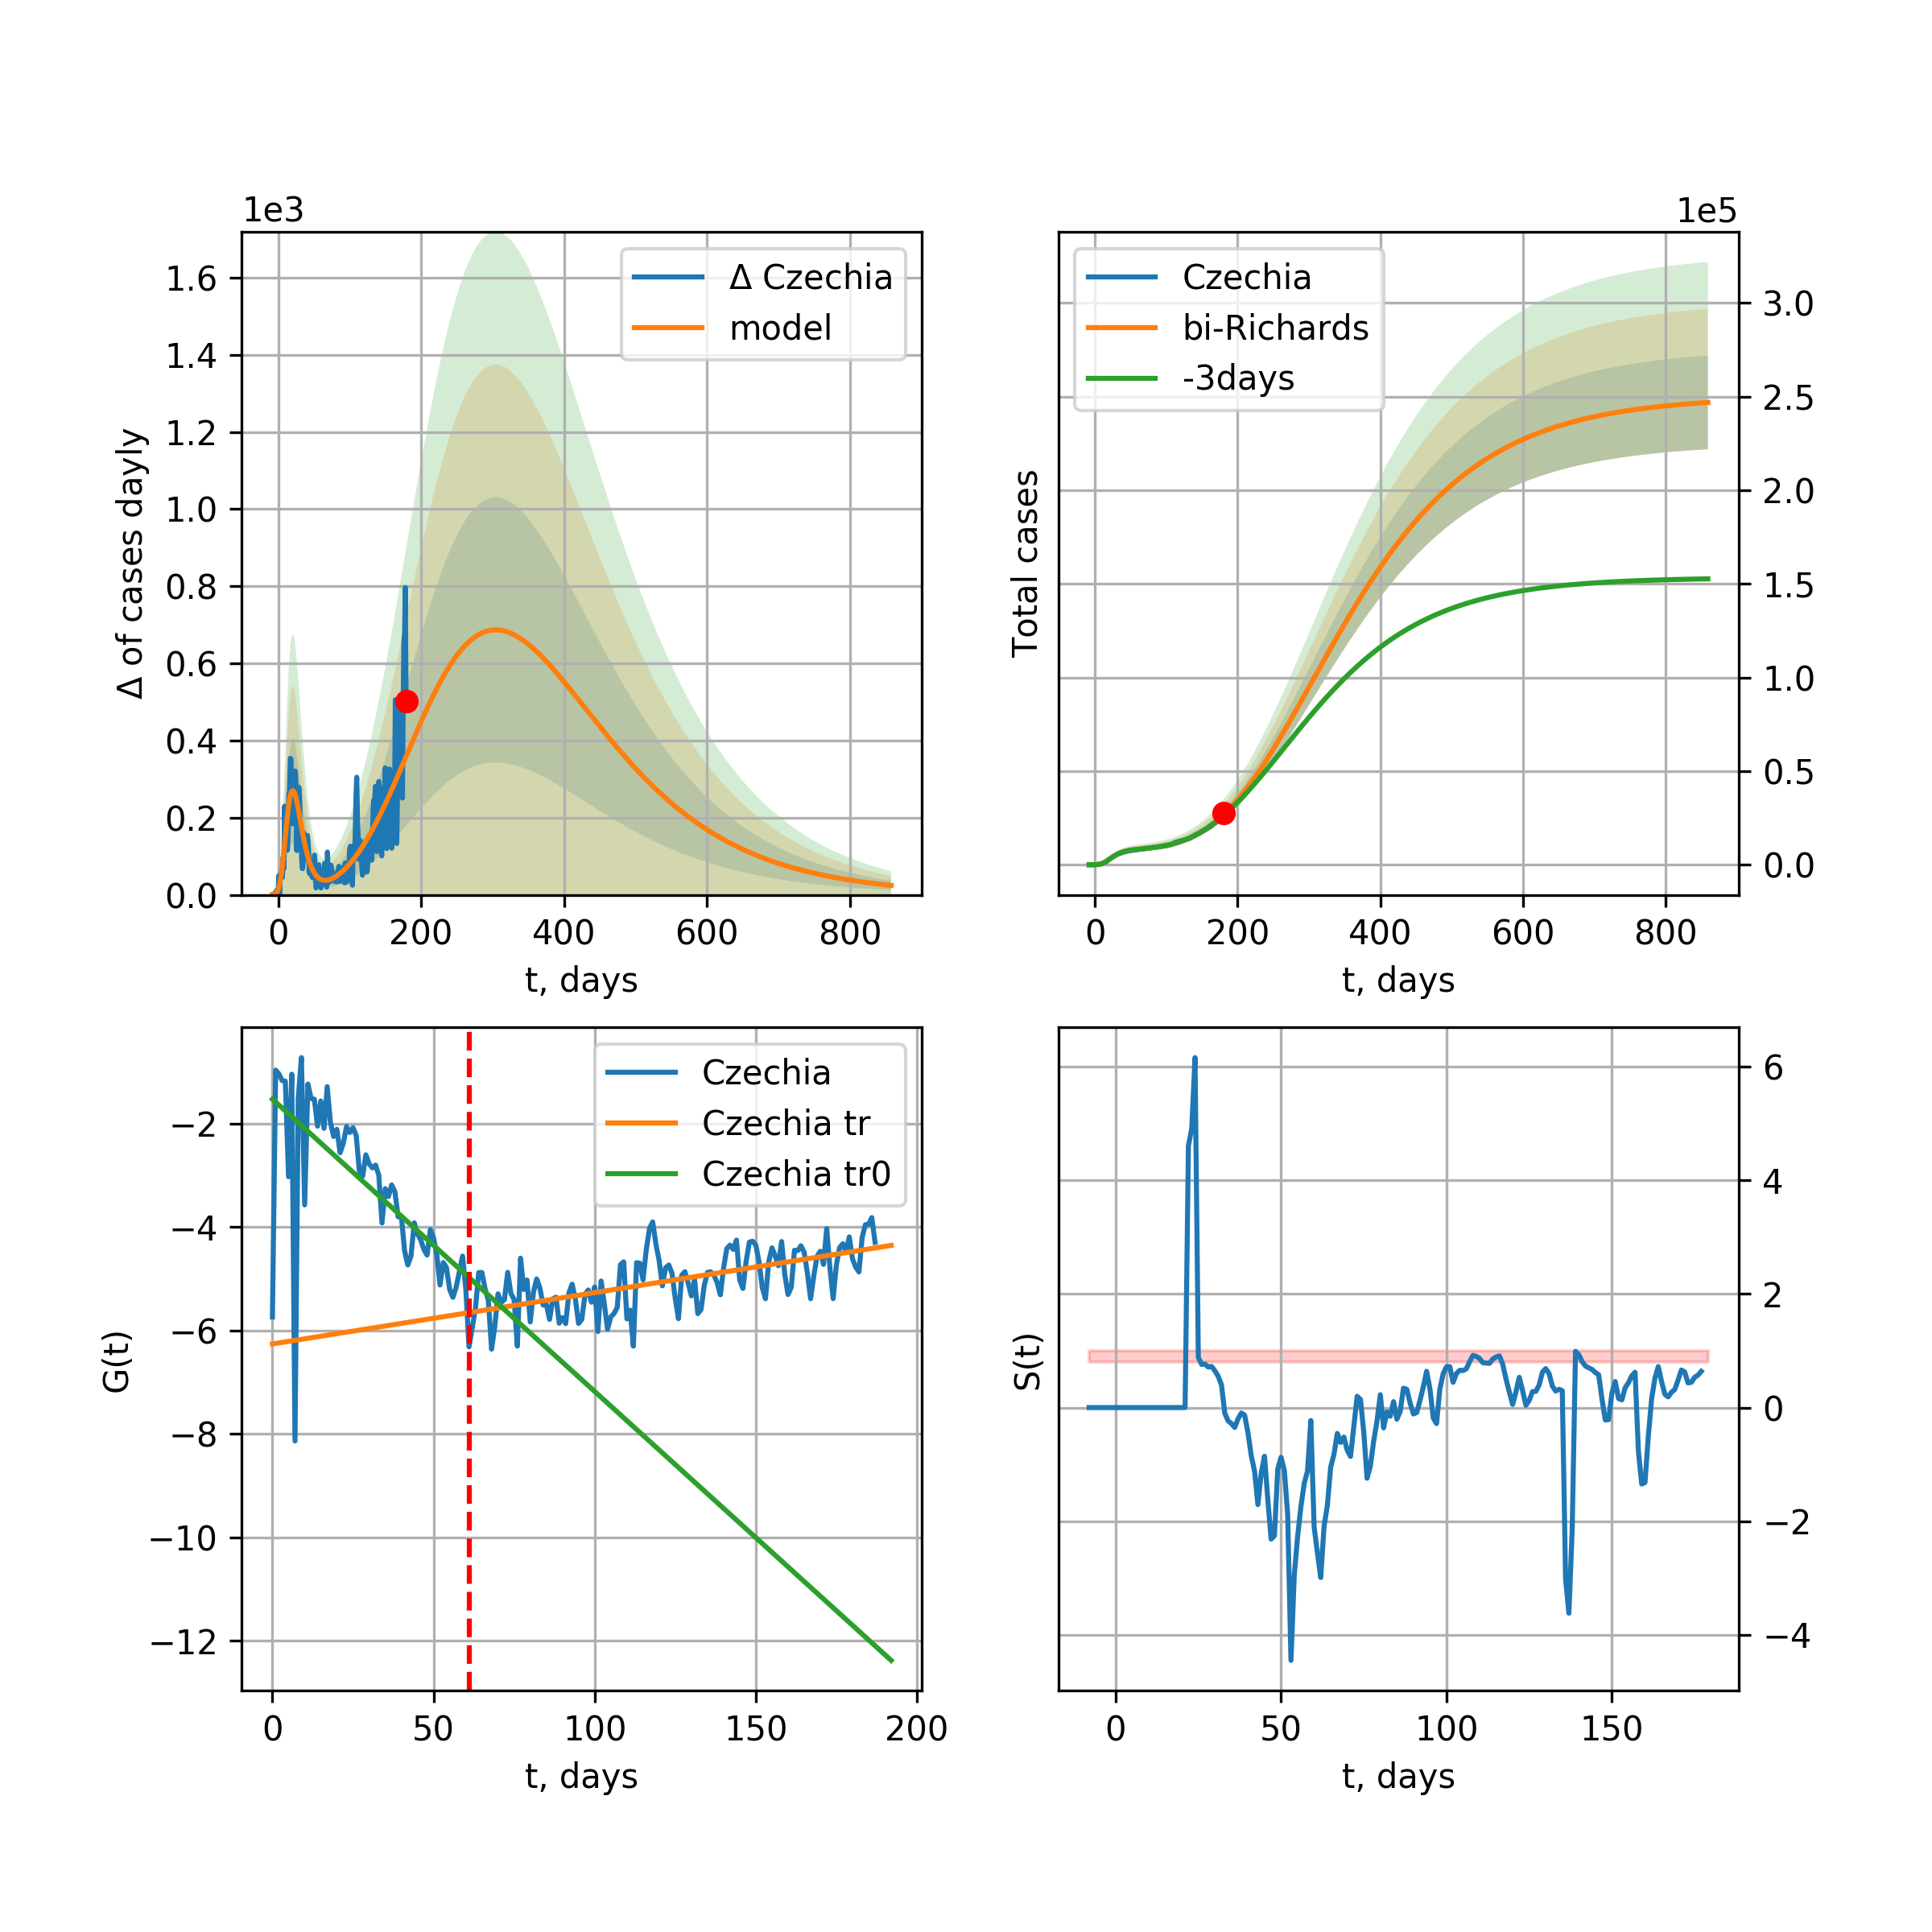 1e3
Δ of cases dayly
1.6
1.4
1.2
1.0
0.8
0.6
0.4
0.2
0.0
Δ Czechia
model
0 200 400 600 800
t, days
1e5
Total cases
Czechia
bi-Richards
-3days
3.0
2.5
2.0
1.5
1.0
0.5
0.0
0 200 400 600 800
t, days
G(t)
−2
−4
−6
−8
−10
−12
Czechia
Czechia tr
Czechia tr0
0 50 100 150 200
t, days
S(t)
6
4
2
0
−2
−4
0 50 100 150
t, days